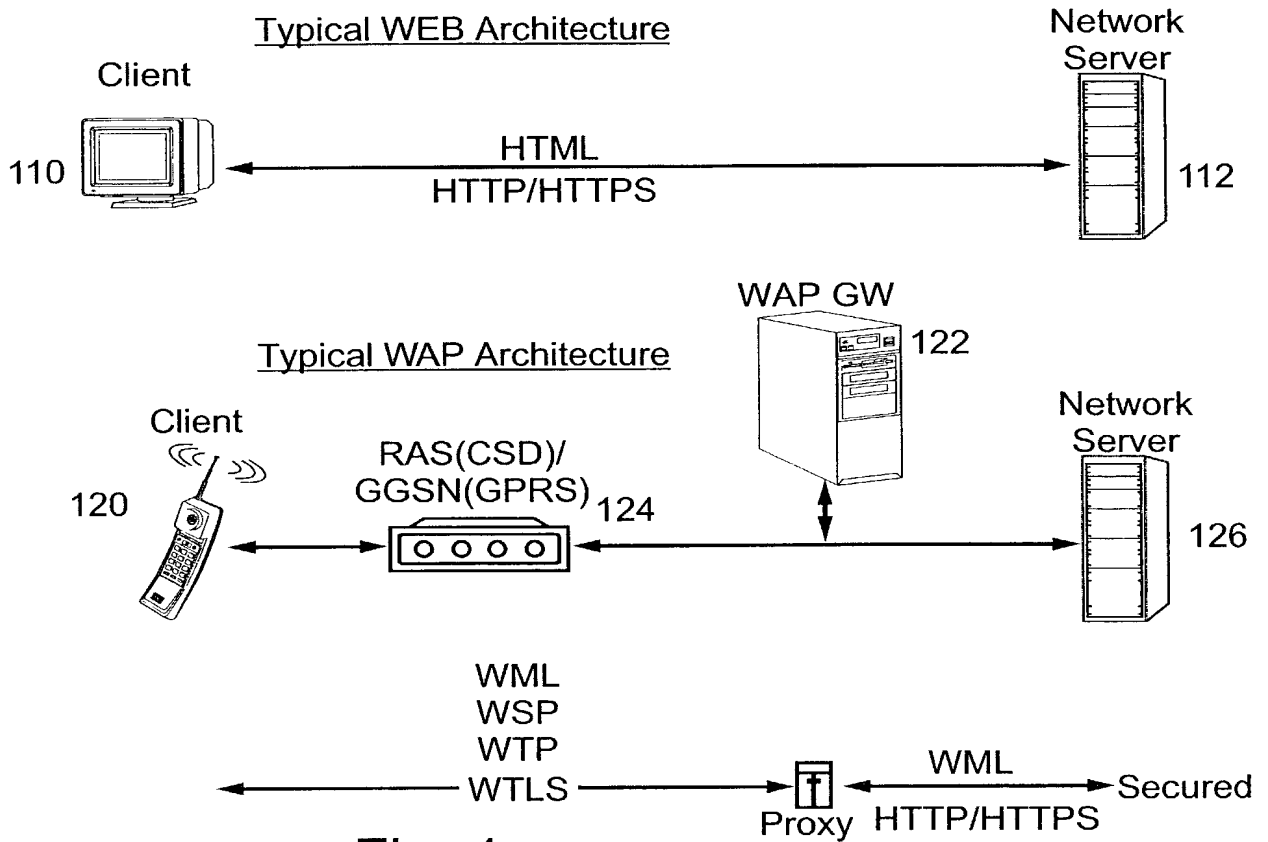 Typical WEB Architecture
Network
Server
Client
110
HTML
HTTP/HTTPS
112
WAP GW
122
Typical WAP Architecture
Client
Network
Server
RAS(CSD)/
GGSN(GPRS)
120
124
126
WML
WSP
WTP
WTLS
WML
Secured
Proxy
HTTP/HTTPS